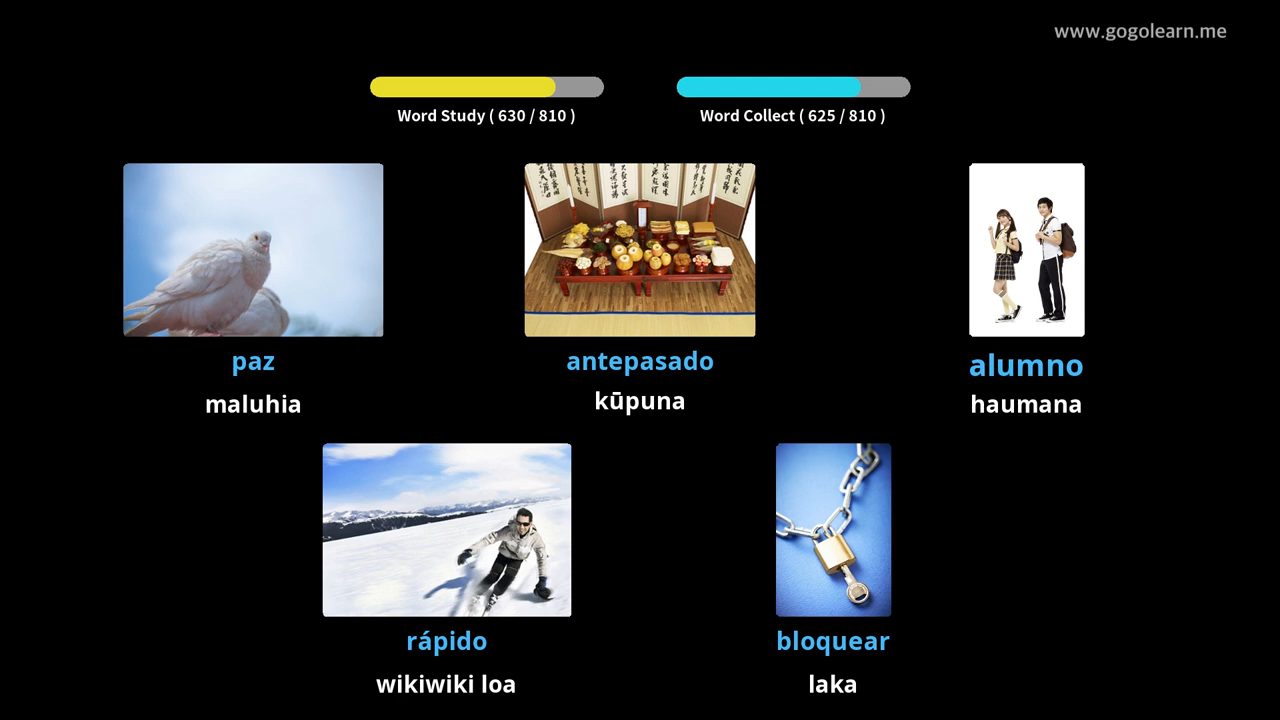 www.gogolearn.me
Word Study ( 630 / 810 )
Word Collect ( 625 / 810 )
paz
maluhia
antepasado
kūpuna
alumno
haumana
rápido
wikiwiki loa
bloquear
laka